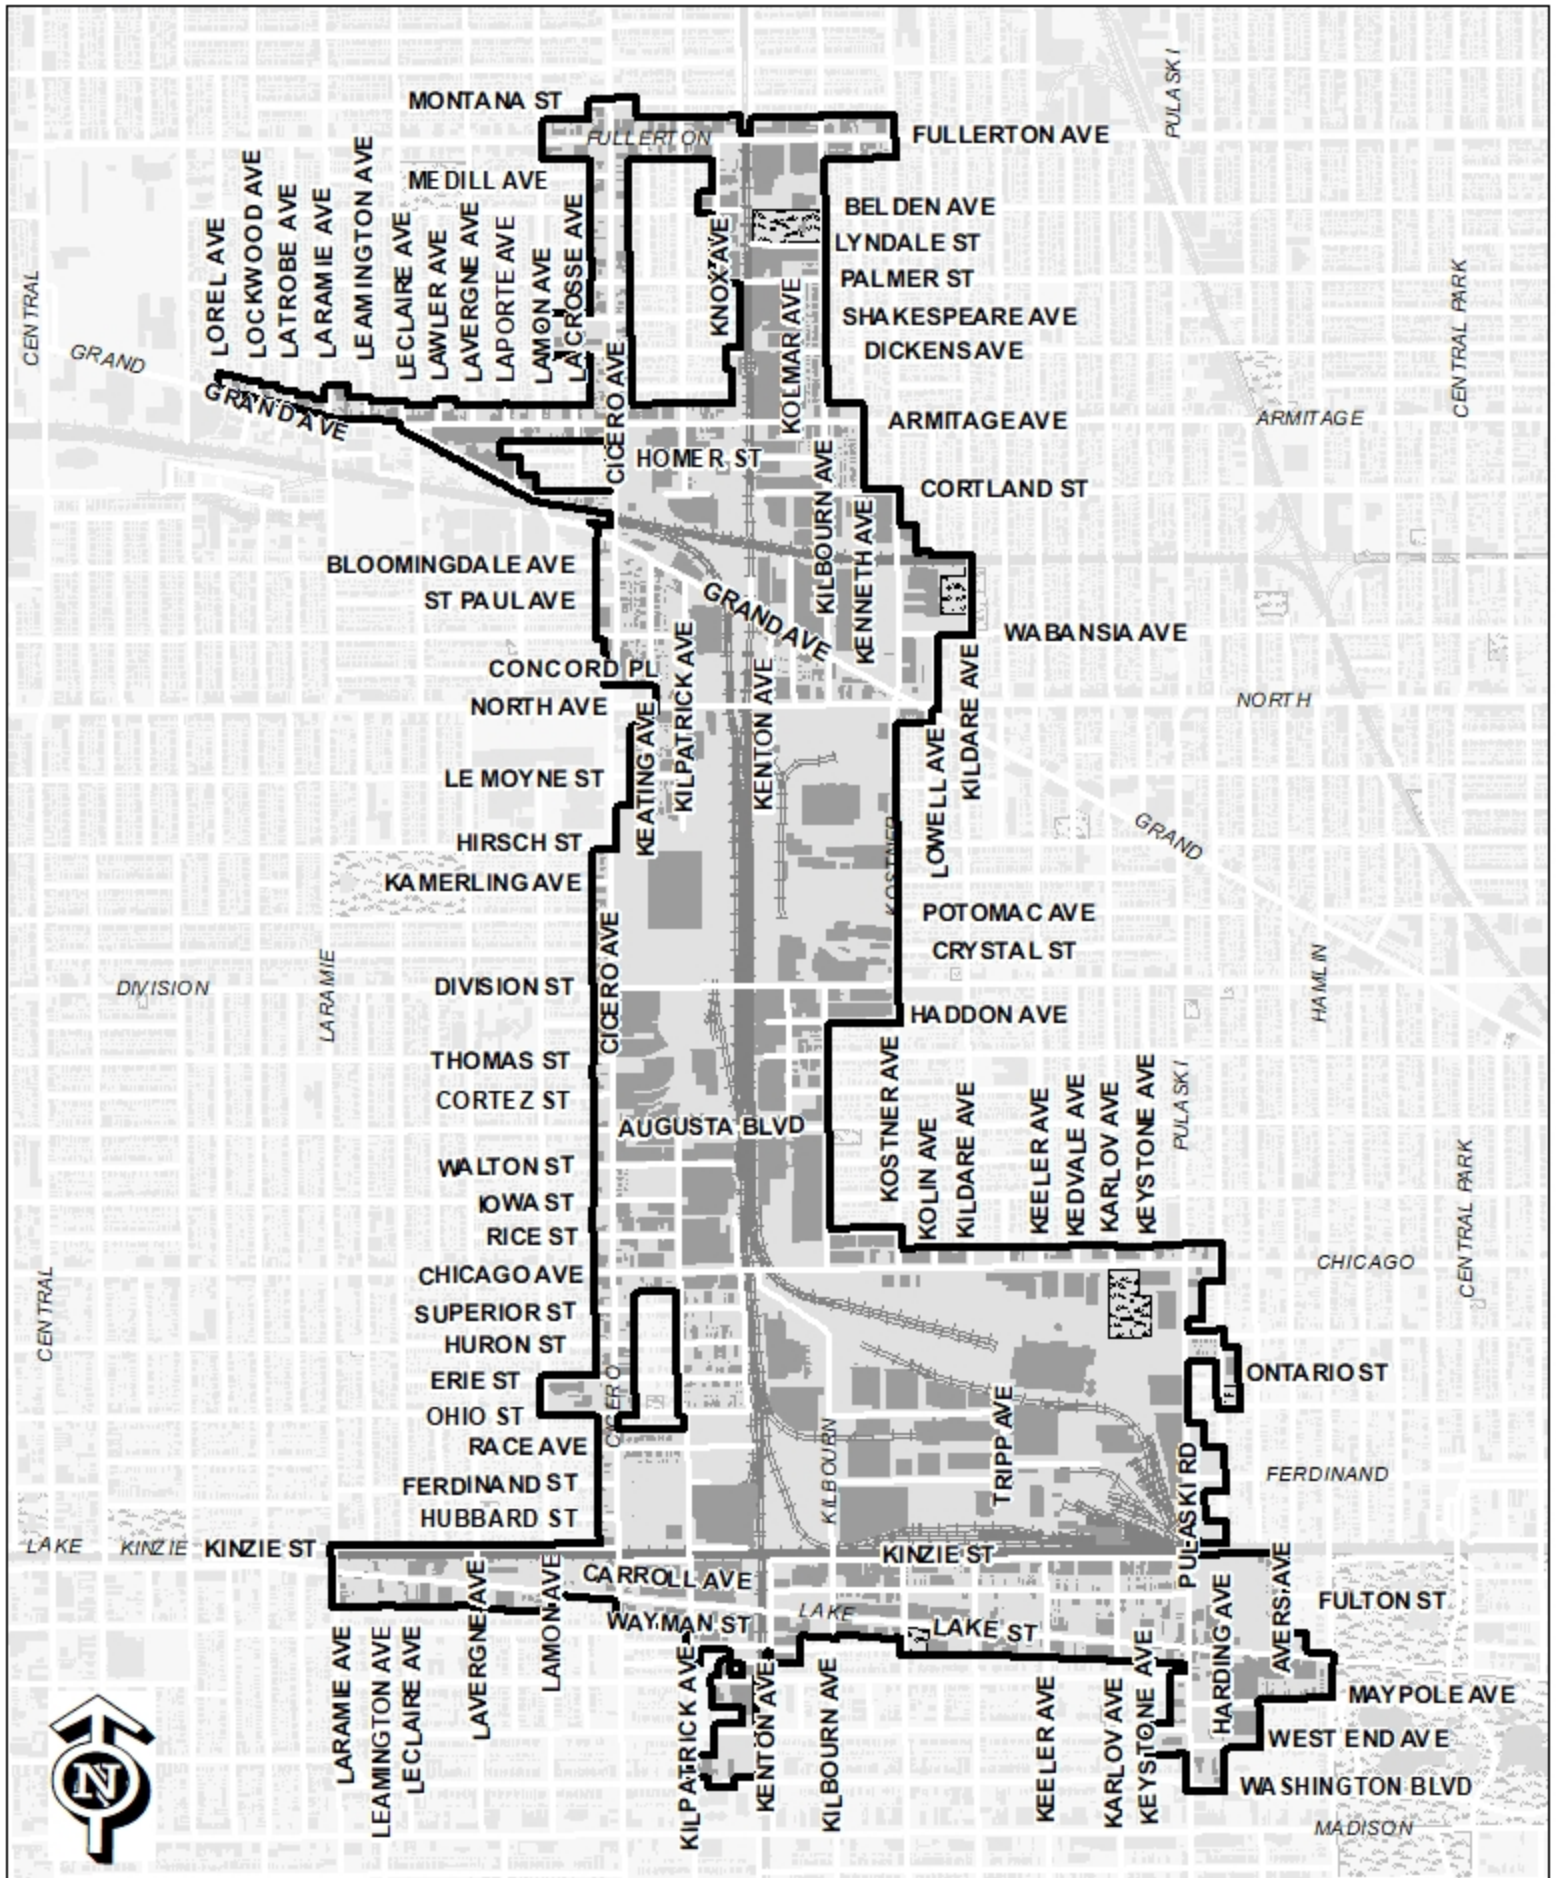 MONTANA ST
PULASKI
FULLERTON
FULLERTON AVE
MEDILL AVE
LOREL AVE
LOCKWOOD AVE
LATROBE AVE
LARAMIE AVE
LEAMINGTON AVE
LECLAIRE AVE
LAWLER AVE
LAVERGNE AVE
LAPORTE AVE
LAMON AVE
LA CROSSE AVE
KNOX AVE
BELDEN AVE
LYNDALE ST
PALMER ST
SHAKESPEARE AVE
DICKENS AVE
CENTRAL
GRAND
GRAND AVE
CICERO AVE
KOLMAR AVE
CENTRAL PARK
ARMITAGE AVE
ARMITAGE
HOMER ST
CORTLAND ST
KILBOURN AVE
KENNETH AVE
BLOOMINGDALE AVE
ST PAUL AVE
GRAND AVE
WABANSIA AVE
CONCORD PL
NORTH AVE
NORTH
KEATING AVE
KILPATRICK AVE
KENTON AVE
LOWELL AVE
KILDARE AVE
LE MOYNE ST
HIRSCH ST
GRAND
KAMERLING AVE
KOSTNER
POTOMAC AVE
CRYSTAL ST
DIVISION
LARAMIE
DIVISION ST
CICERO AVE
HAMLIN
HADDON AVE
THOMAS ST
CORTEZ ST
AUGUSTA BLVD
KOSTNER AVE
KOLIN AVE
KILDARE AVE
KEELER AVE
KEDVALE AVE
KARLOV AVE
KEYSTONE AVE
PULASKI
CENTRAL PARK
WALTON ST
IOWA ST
RICE ST
CHICAGO AVE
CHICAGO
SUPERIOR ST
HURON ST
CENTRAL
ERIE ST
ONTARIO ST
OHIO ST
CICERO
RACE AVE
KILBOURN
TRIPP AVE
PULASKI RD
FERDINAND ST
FERDINAND
HUBBARD ST
LAKE
KINZIE
KINZIE ST
KINZIE ST
CARROLL AVE
WAYMAN ST
LAKE
LAKE ST
FULTON ST
LARAMIE AVE
LEAMINGTON AVE
LECLAIRE AVE
LAVERGNE AVE
LAMON AVE
KILPATRICK AVE
KENTON AVE
KILBOURN AVE
KEELER AVE
KARLOV AVE
KEYSTONE AVE
HARDING AVE
AVERS AVE
MAYPOLE AVE
WEST END AVE
WASHINGTON BLVD
MADISON
N